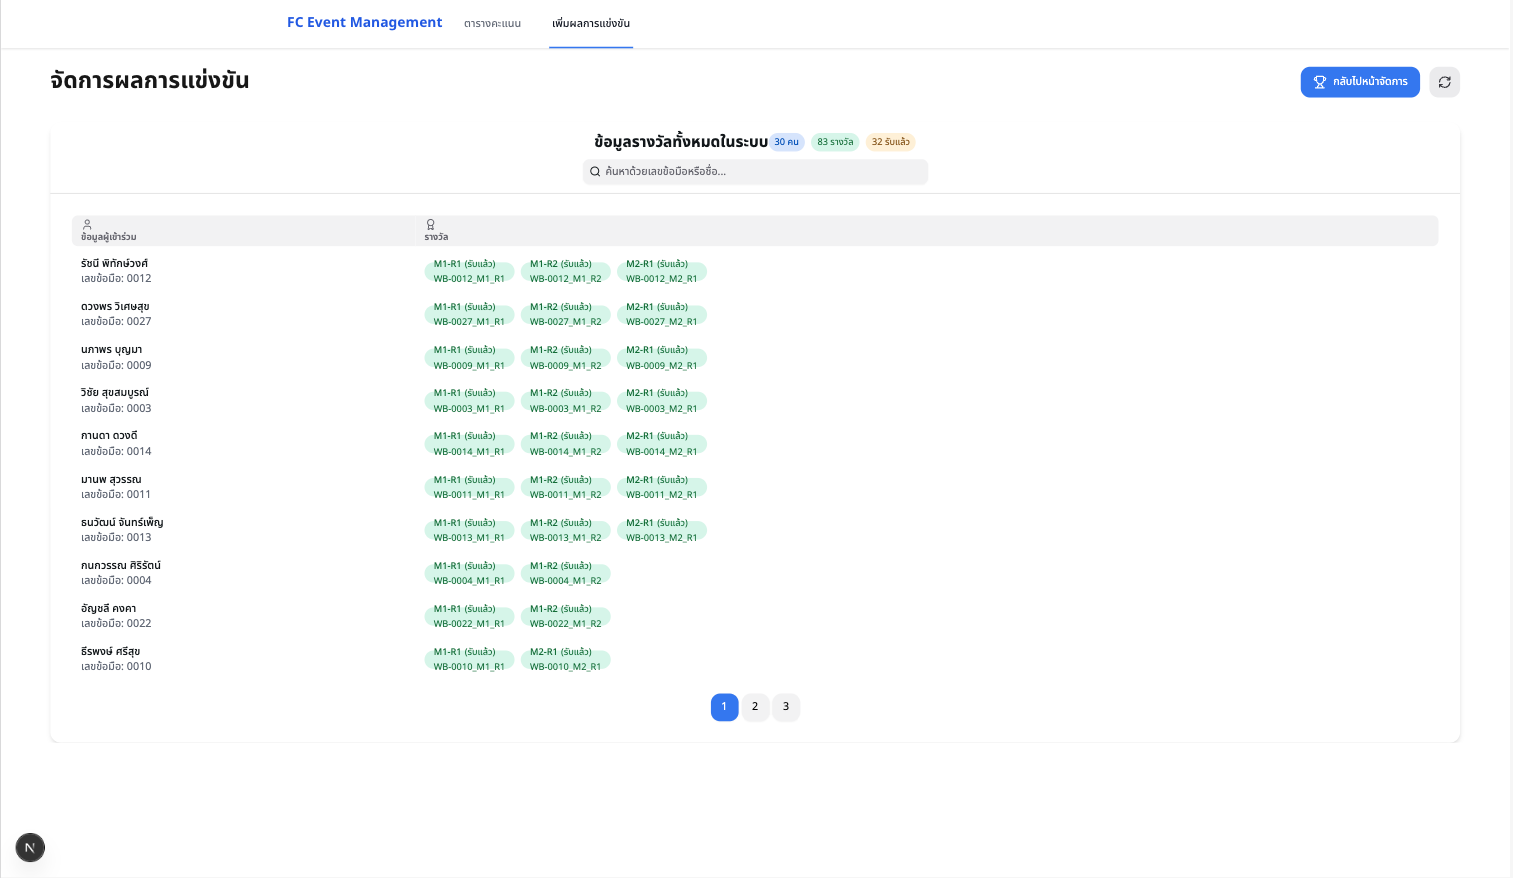 FC Event Management ตารางคะแนน เพิ่มผลการแข่งขัน
จัดการผลการแข่งขัน
กลับไปหน้าจัดการ
ข้อมูลรางวัลทั้งหมดในระบบ 30 คน 83 รางวัล 32 รับแล้ว
ค้นหาด้วยเลขข้อมือหรือชื่อ...
ข้อมูลผู้เข้าร่วม รางวัล
รัชนี พิทักษ์วงศ์
เลขข้อมือ: 0012
M1-R1 (รับแล้ว) M1-R2 (รับแล้ว) M2-R1 (รับแล้ว)
WB-0012_M1_R1 WB-0012_M1_R2 WB-0012_M2_R1
ดวงพร วิเศษสุข
เลขข้อมือ: 0027
M1-R1 (รับแล้ว) M1-R2 (รับแล้ว) M2-R1 (รับแล้ว)
WB-0027_M1_R1 WB-0027_M1_R2 WB-0027_M2_R1
นภาพร บุญมา
เลขข้อมือ: 0009
M1-R1 (รับแล้ว) M1-R2 (รับแล้ว) M2-R1 (รับแล้ว)
WB-0009_M1_R1 WB-0009_M1_R2 WB-0009_M2_R1
วิชัย สุขสมบูรณ์
เลขข้อมือ: 0003
M1-R1 (รับแล้ว) M1-R2 (รับแล้ว) M2-R1 (รับแล้ว)
WB-0003_M1_R1 WB-0003_M1_R2 WB-0003_M2_R1
กานดา ดวงดี
เลขข้อมือ: 0014
M1-R1 (รับแล้ว) M1-R2 (รับแล้ว) M2-R1 (รับแล้ว)
WB-0014_M1_R1 WB-0014_M1_R2 WB-0014_M2_R1
มานพ สุวรรณ
เลขข้อมือ: 0011
M1-R1 (รับแล้ว) M1-R2 (รับแล้ว) M2-R1 (รับแล้ว)
WB-0011_M1_R1 WB-0011_M1_R2 WB-0011_M2_R1
ธนวัฒน์ จันทร์เพ็ญ
เลขข้อมือ: 0013
M1-R1 (รับแล้ว) M1-R2 (รับแล้ว) M2-R1 (รับแล้ว)
WB-0013_M1_R1 WB-0013_M1_R2 WB-0013_M2_R1
กนกวรรณ ศิริรัตน์
เลขข้อมือ: 0004
M1-R1 (รับแล้ว) M1-R2 (รับแล้ว)
WB-0004_M1_R1 WB-0004_M1_R2
อัญชลี คงคา
เลขข้อมือ: 0022
M1-R1 (รับแล้ว) M1-R2 (รับแล้ว)
WB-0022_M1_R1 WB-0022_M1_R2
ธีรพงษ์ ศรีสุข
เลขข้อมือ: 0010
M1-R1 (รับแล้ว) M2-R1 (รับแล้ว)
WB-0010_M1_R1 WB-0010_M2_R1
1 2 3
N